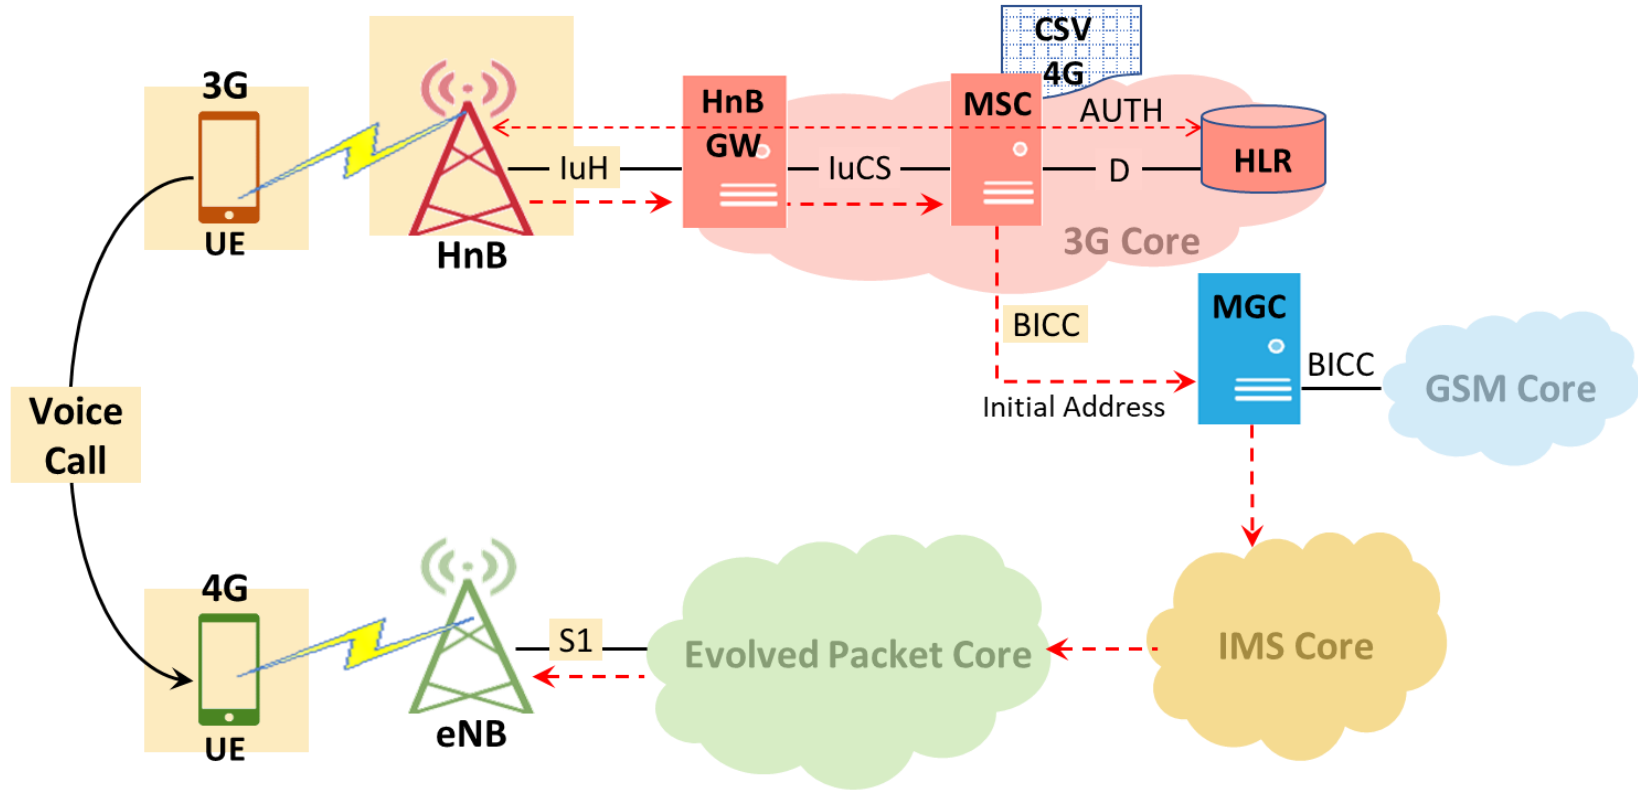 CSV
4G
3G
HnB
GW
MSC
AUTH
IuH
IuCS
D
HLR
UE
HnB
3G Core
BICC
MGC
BICC
GSM Core
Initial Address
Voice
Call
4G
S1
Evolved Packet Core
IMS Core
UE
eNB